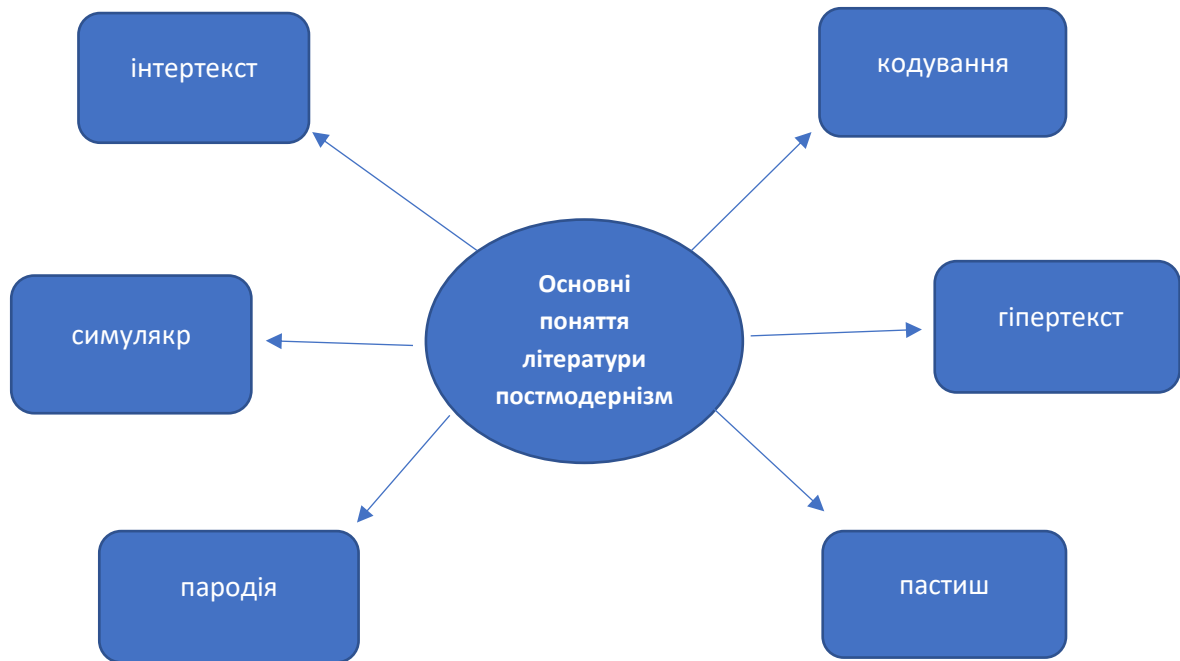 інтертекст
кодування
Основні
поняття
літератури
постмодернізм
симулякр
гіпертекст
пародія
пастиш